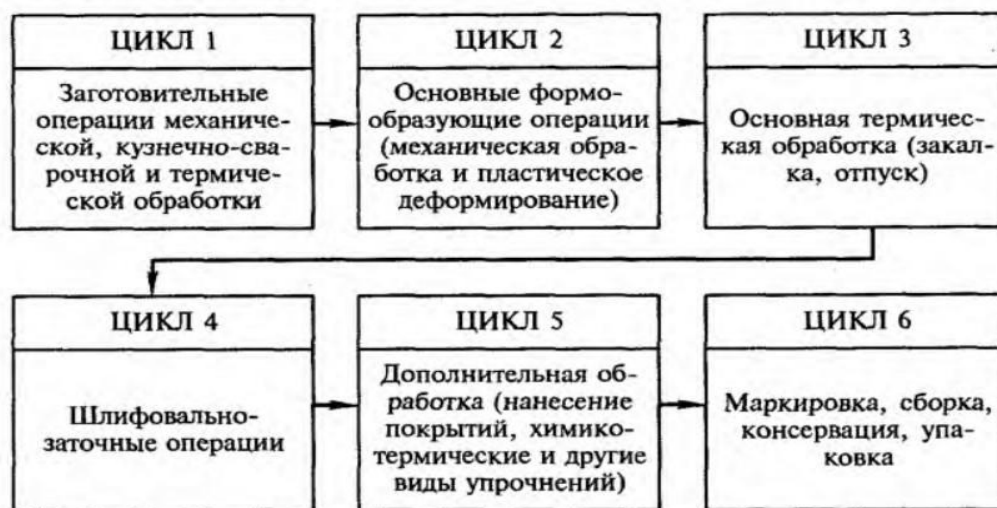 ЦИКЛ 1
Заготовительные
операции механиче-
ской, кузнечно-сва-
рочной и термиче-
ской обработки
ЦИКЛ 2
Основные формо-
образующие операции
(механическая обра-
ботка и пластическое
деформирование)
ЦИКЛ 3
Основная термичес-
кая обработка (закал-
ка, отпуск)
ЦИКЛ 4
Шлифовально-
заточные операции
ЦИКЛ 5
Дополнительная об-
работка (нанесение
покрытий, химико-
термические и другие
виды упрочнений)
ЦИКЛ 6
Маркировка, сборка,
консервация, упа-
ковка